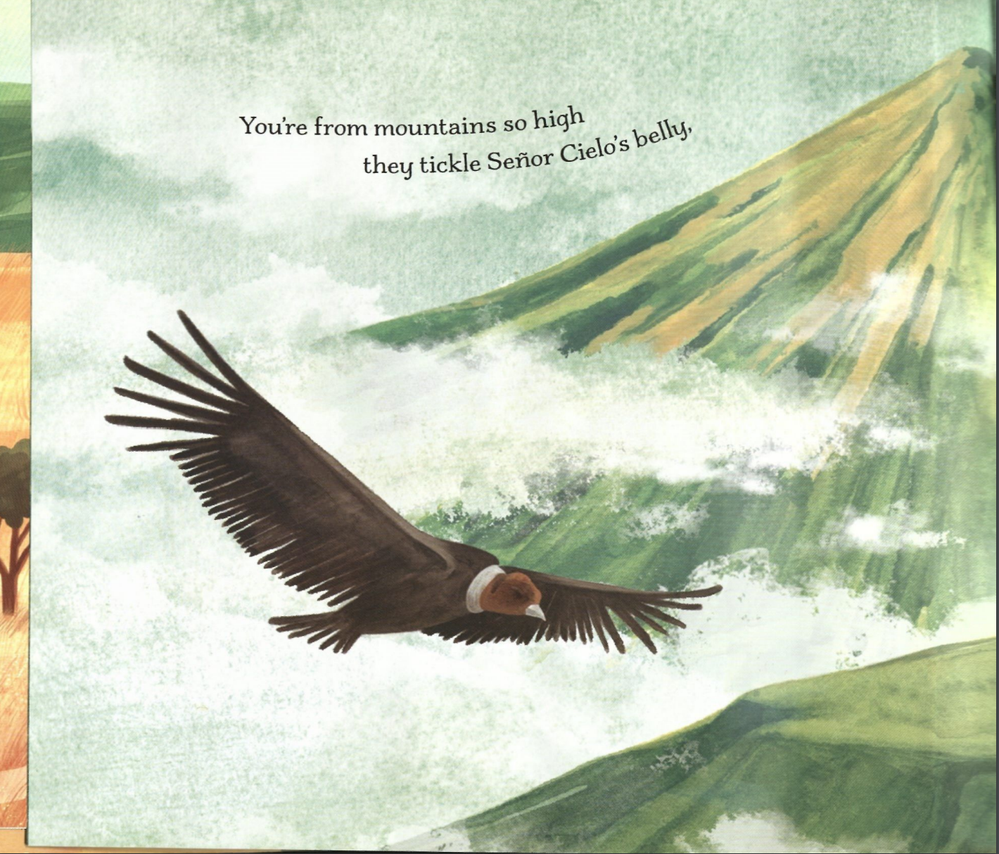 You're from mountains so high
they tickle Señor Cielo's belly,